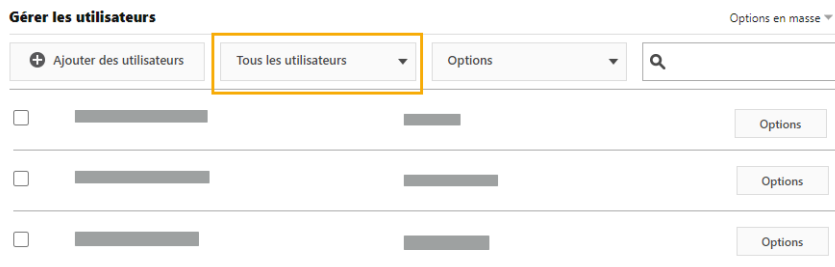 Gérer les utilisateurs
Options en masse
Ajouter des utilisateurs
Tous les utilisateurs
Options
Options
Options
Options